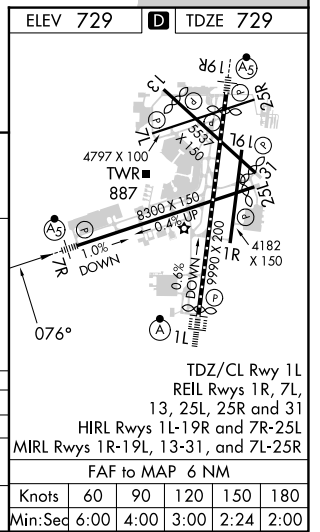 ELEV 729
D
TDZE 729
19R
A5
13
P
25R
P
7L
5537 X 150
P
19L
4797 X 100
TWR
887
31
25L
8300 X 150
0.4% UP
A5
P
1.0%
DOWN
7R
4182
X 150
1R
9990 X 200
0.6%
DOWN
P
076°
A
1L
TDZ/CL Rwy 1L
REIL Rwys 1R, 7L,
13, 25L, 25R and 31
HIRL Rwys 1L-19R and 7R-25L
MIRL Rwys 1R-19L, 13-31, and 7L-25R
FAF to MAP 6 NM
Knots 60 90 120 150 180
Min:Sec 6:00 4:00 3:00 2:24 2:00